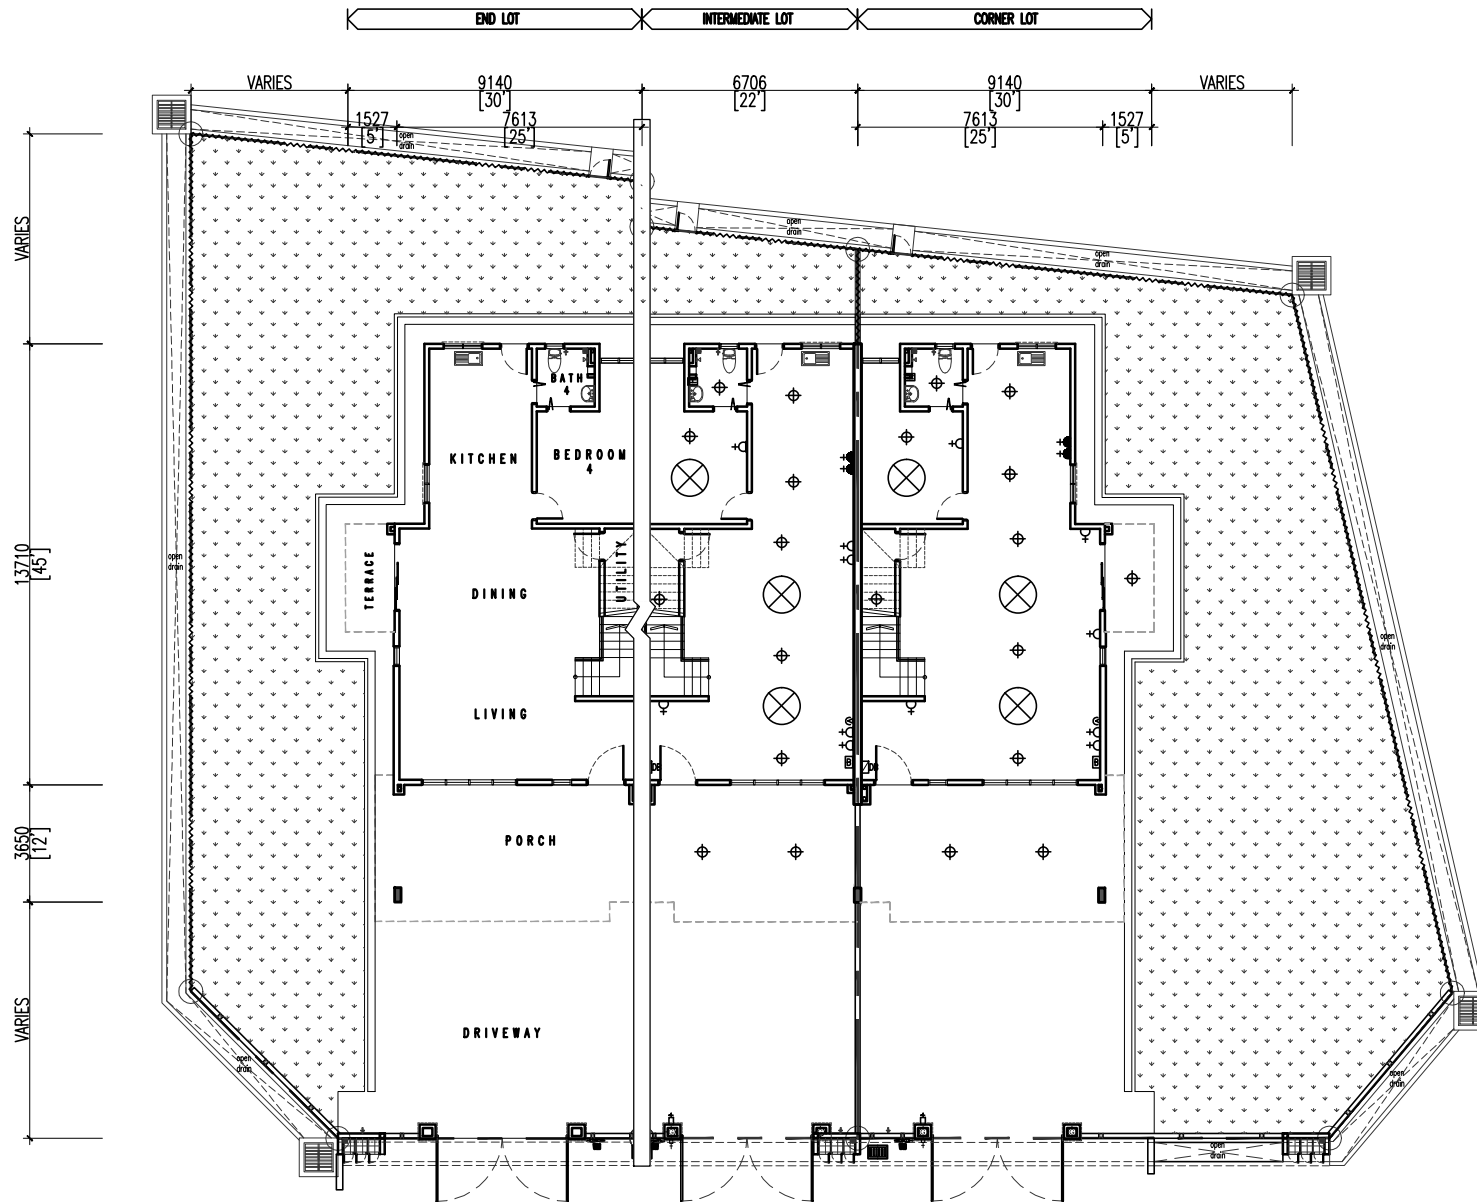 END LOT
INTERMEDIATE LOT
CORNER LOT
VARIES
9140
[30']
6706
[22']
9140
[30']
VARIES
1527
[5']
7613
[25']
7613
[25']
1527
[5']
open
drain
open
drain
open
drain
VARIES
BATH
4
KITCHEN
BEDROOM
4
13710
[45']
open
drain
TERRACE
DINING
UTILITY
open
drain
LIVING
DB
B
DB
B
3650
[12']
PORCH
VARIES
DRIVEWAY
open
drain
open
drain
open
drain